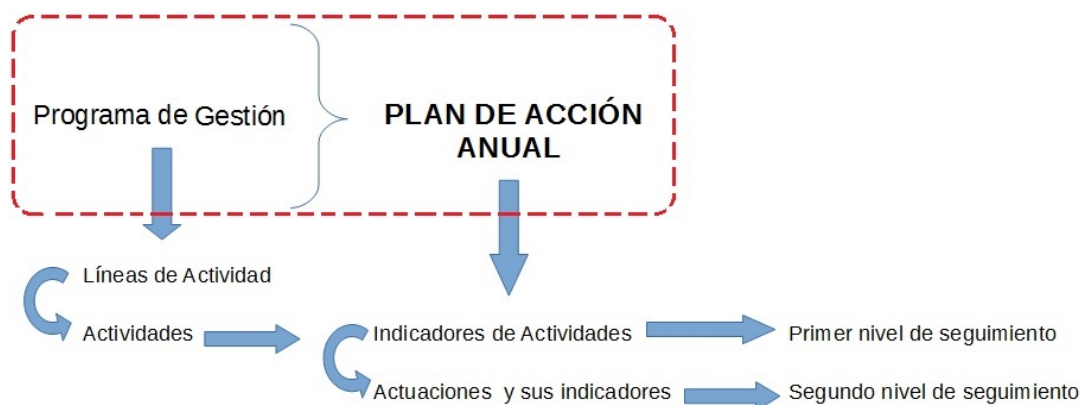 Programa de Gestión
PLAN DE ACCIÓN
ANUAL
Líneas de Actividad
Actividades
Indicadores de Actividades
Primer nivel de seguimiento
Actuaciones y sus indicadores
Segundo nivel de seguimiento